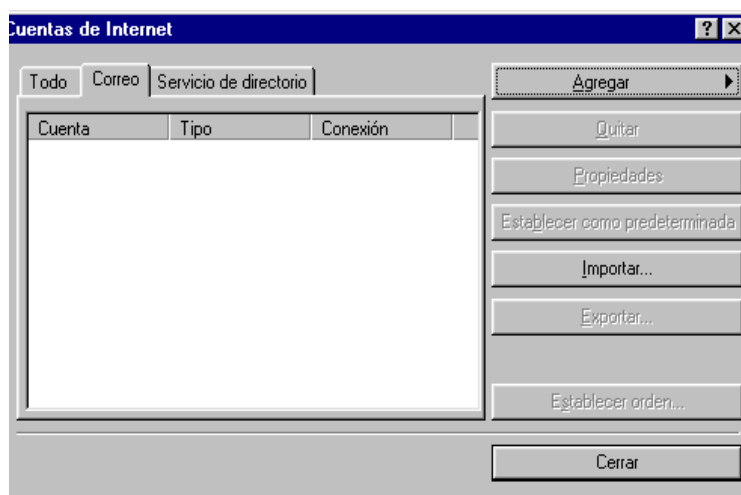 Cuentas de Internet
Todo Correo Servicio de directorio
Cuenta Tipo Conexión
Agregar
Quitar
Propiedades
Establecer como predeterminada
Importar...
Exportar...
Establecer orden...
Cerrar